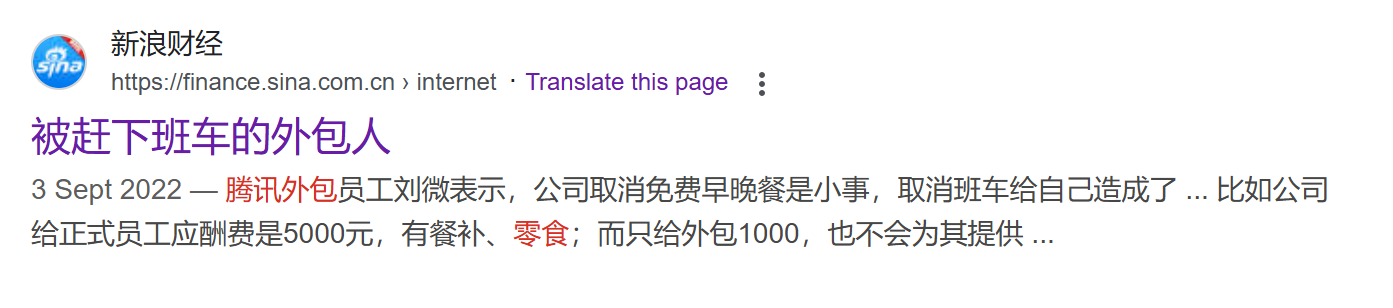 新浪财经
sina
https://finance.sina.com.cn › internet · Translate this page
被赶下班车的外包人
3 Sept 2022 — 腾讯外包员工刘微表示，公司取消免费早晚餐是小事，取消班车给自己造成了 ... 比如公司
给正式员工应酬费是5000元，有餐补、零食；而只给外包1000，也不会为其提供 ...